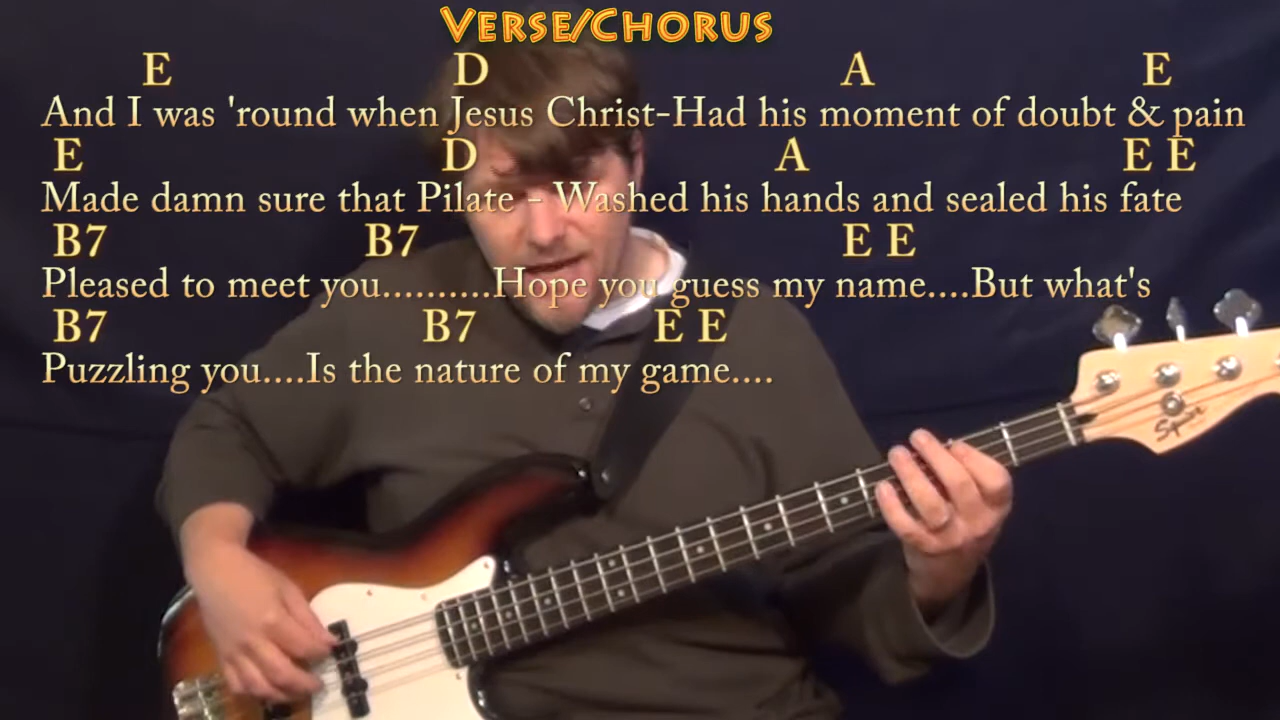 VERSE/CHORUS
E D A E
And I was 'round when Jesus Christ-Had his moment of doubt & pain
E D A E E
Made damn sure that Pilate - Washed his hands and sealed his fate
B7 B7 E E
Pleased to meet you..........Hope you guess my name....But what's
B7 B7 E E
Puzzling you....Is the nature of my game....